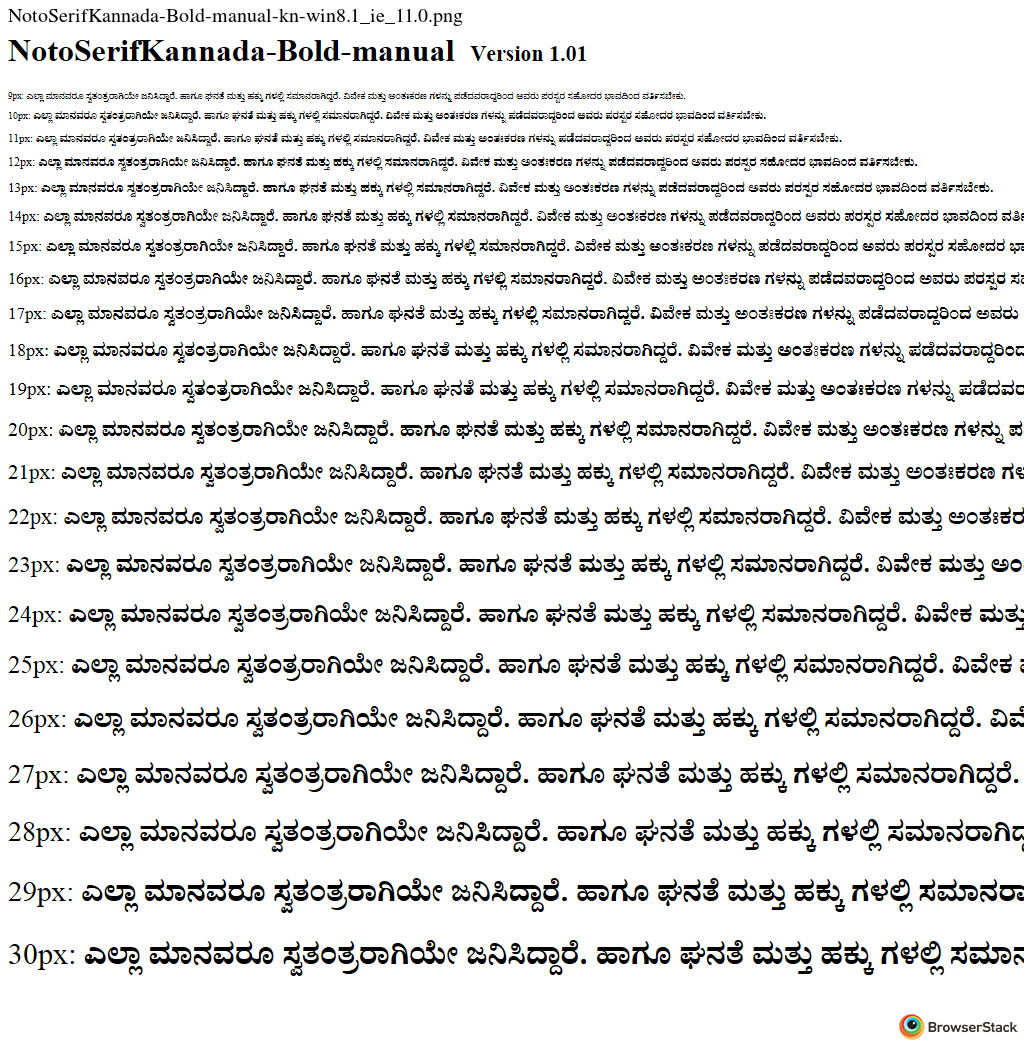 NotoSerifKannada-Bold-manual-kn-win8.1_ie_11.0.png
NotoSerifKannada-Bold-manual Version 1.01
9px: ಎಲ್ಲಾ ಮಾನವರೂ ಸ್ವತಂತ್ರರಾಗಿಯೇ ಜನಿಸಿದ್ದಾರೆ. ಹಾಗೂ ಘನತೆ ಮತ್ತು ಹಕ್ಕು ಗಳಲ್ಲಿ ಸಮಾನರಾಗಿದ್ದರೆ. ವಿವೇಕ ಮತ್ತು ಅಂತಃಕರಣ ಗಳನ್ನು ಪಡೆದವರಾದ್ದರಿಂದ ಅವರು ಪರಸ್ಪರ ಸಹೋದರ ಭಾವದಿಂದ ವರ್ತಿಸಬೇಕು.
10px: ಎಲ್ಲಾ ಮಾನವರೂ ಸ್ವತಂತ್ರರಾಗಿಯೇ ಜನಿಸಿದ್ದಾರೆ. ಹಾಗೂ ಘನತೆ ಮತ್ತು ಹಕ್ಕು ಗಳಲ್ಲಿ ಸಮಾನರಾಗಿದ್ದರೆ. ವಿವೇಕ ಮತ್ತು ಅಂತಃಕರಣ ಗಳನ್ನು ಪಡೆದವರಾದ್ದರಿಂದ ಅವರು ಪರಸ್ಪರ ಸಹೋದರ ಭಾವದಿಂದ ವರ್ತಿಸಬೇಕು.
11px: ಎಲ್ಲಾ ಮಾನವರೂ ಸ್ವತಂತ್ರರಾಗಿಯೇ ಜನಿಸಿದ್ದಾರೆ. ಹಾಗೂ ಘನತೆ ಮತ್ತು ಹಕ್ಕು ಗಳಲ್ಲಿ ಸಮಾನರಾಗಿದ್ದರೆ. ವಿವೇಕ ಮತ್ತು ಅಂತಃಕರಣ ಗಳನ್ನು ಪಡೆದವರಾದ್ದರಿಂದ ಅವರು ಪರಸ್ಪರ ಸಹೋದರ ಭಾವದಿಂದ ವರ್ತಿಸಬೇಕು.
12px: ಎಲ್ಲಾ ಮಾನವರೂ ಸ್ವತಂತ್ರರಾಗಿಯೇ ಜನಿಸಿದ್ದಾರೆ. ಹಾಗೂ ಘನತೆ ಮತ್ತು ಹಕ್ಕು ಗಳಲ್ಲಿ ಸಮಾನರಾಗಿದ್ದರೆ. ವಿವೇಕ ಮತ್ತು ಅಂತಃಕರಣ ಗಳನ್ನು ಪಡೆದವರಾದ್ದರಿಂದ ಅವರು ಪರಸ್ಪರ ಸಹೋದರ ಭಾವದಿಂದ ವರ್ತಿಸಬೇಕು.
13px: ಎಲ್ಲಾ ಮಾನವರೂ ಸ್ವತಂತ್ರರಾಗಿಯೇ ಜನಿಸಿದ್ದಾರೆ. ಹಾಗೂ ಘನತೆ ಮತ್ತು ಹಕ್ಕು ಗಳಲ್ಲಿ ಸಮಾನರಾಗಿದ್ದರೆ. ವಿವೇಕ ಮತ್ತು ಅಂತಃಕರಣ ಗಳನ್ನು ಪಡೆದವರಾದ್ದರಿಂದ ಅವರು ಪರಸ್ಪರ ಸಹೋದರ ಭಾವದಿಂದ ವರ್ತಿಸಬೇಕು.
14px: ಎಲ್ಲಾ ಮಾನವರೂ ಸ್ವತಂತ್ರರಾಗಿಯೇ ಜನಿಸಿದ್ದಾರೆ. ಹಾಗೂ ಘನತೆ ಮತ್ತು ಹಕ್ಕು ಗಳಲ್ಲಿ ಸಮಾನರಾಗಿದ್ದರೆ. ವಿವೇಕ ಮತ್ತು ಅಂತಃಕರಣ ಗಳನ್ನು ಪಡೆದವರಾದ್ದರಿಂದ ಅವರು ಪರಸ್ಪರ ಸಹೋದರ ಭಾವದಿಂದ
15px: ಎಲ್ಲಾ ಮಾನವರೂ ಸ್ವತಂತ್ರರಾಗಿಯೇ ಜನಿಸಿದ್ದಾರೆ. ಹಾಗೂ ಘನತೆ ಮತ್ತು ಹಕ್ಕು ಗಳಲ್ಲಿ ಸಮಾನರಾಗಿದ್ದರೆ. ವಿವೇಕ ಮತ್ತು ಅಂತಃಕರಣ ಗಳನ್ನು ಪಡೆದವರಾದ್ದರಿಂದ ಅವರು ಪರಸ್ಪರ ಸಹೋದರ
16px: ಎಲ್ಲಾ ಮಾನವರೂ ಸ್ವತಂತ್ರರಾಗಿಯೇ ಜನಿಸಿದ್ದಾರೆ. ಹಾಗೂ ಘನತೆ ಮತ್ತು ಹಕ್ಕು ಗಳಲ್ಲಿ ಸಮಾನರಾಗಿದ್ದರೆ. ವಿವೇಕ ಮತ್ತು ಅಂತಃಕರಣ ಗಳನ್ನು ಪಡೆದವರಾದ್ದರಿಂದ ಅವರು ಪರಸ್ಪರ
17px: ಎಲ್ಲಾ ಮಾನವರೂ ಸ್ವತಂತ್ರರಾಗಿಯೇ ಜನಿಸಿದ್ದಾರೆ. ಹಾಗೂ ಘನತೆ ಮತ್ತು ಹಕ್ಕು ಗಳಲ್ಲಿ ಸಮಾನರಾಗಿದ್ದರೆ. ವಿವೇಕ ಮತ್ತು ಅಂತಃಕರಣ ಗಳನ್ನು ಪಡೆದವರಾದ್ದರಿಂದ ಅವರು
18px: ಎಲ್ಲಾ ಮಾನವರೂ ಸ್ವತಂತ್ರರಾಗಿಯೇ ಜನಿಸಿದ್ದಾರೆ. ಹಾಗೂ ಘನತೆ ಮತ್ತು ಹಕ್ಕು ಗಳಲ್ಲಿ ಸಮಾನರಾಗಿದ್ದರೆ. ವಿವೇಕ ಮತ್ತು ಅಂತಃಕರಣ ಗಳನ್ನು ಪಡೆದವರಾದ್ದರಿಂದ
19px: ಎಲ್ಲಾ ಮಾನವರೂ ಸ್ವತಂತ್ರರಾಗಿಯೇ ಜನಿಸಿದ್ದಾರೆ. ಹಾಗೂ ಘನತೆ ಮತ್ತು ಹಕ್ಕು ಗಳಲ್ಲಿ ಸಮಾನರಾಗಿದ್ದರೆ. ವಿವೇಕ ಮತ್ತು ಅಂತಃಕರಣ ಗಳನ್ನು ಪಡೆದವರ
20px: ಎಲ್ಲಾ ಮಾನವರೂ ಸ್ವತಂತ್ರರಾಗಿಯೇ ಜನಿಸಿದ್ದಾರೆ. ಹಾಗೂ ಘನತೆ ಮತ್ತು ಹಕ್ಕು ಗಳಲ್ಲಿ ಸಮಾನರಾಗಿದ್ದರೆ. ವಿವೇಕ ಮತ್ತು ಅಂತಃಕರಣ ಗಳನ್ನು ಪ
21px: ಎಲ್ಲಾ ಮಾನವರೂ ಸ್ವತಂತ್ರರಾಗಿಯೇ ಜನಿಸಿದ್ದಾರೆ. ಹಾಗೂ ಘನತೆ ಮತ್ತು ಹಕ್ಕು ಗಳಲ್ಲಿ ಸಮಾನರಾಗಿದ್ದರೆ. ವಿವೇಕ ಮತ್ತು ಅಂತಃಕರಣ ಗಳ
22px: ಎಲ್ಲಾ ಮಾನವರೂ ಸ್ವತಂತ್ರರಾಗಿಯೇ ಜನಿಸಿದ್ದಾರೆ. ಹಾಗೂ ಘನತೆ ಮತ್ತು ಹಕ್ಕು ಗಳಲ್ಲಿ ಸಮಾನರಾಗಿದ್ದರೆ. ವಿವೇಕ ಮತ್ತು ಅಂತಃಕರ
23px: ಎಲ್ಲಾ ಮಾನವರೂ ಸ್ವತಂತ್ರರಾಗಿಯೇ ಜನಿಸಿದ್ದಾರೆ. ಹಾಗೂ ಘನತೆ ಮತ್ತು ಹಕ್ಕು ಗಳಲ್ಲಿ ಸಮಾನರಾಗಿದ್ದರೆ. ವಿವೇಕ ಮತ್ತು ಅಂ
24px: ಎಲ್ಲಾ ಮಾನವರೂ ಸ್ವತಂತ್ರರಾಗಿಯೇ ಜನಿಸಿದ್ದಾರೆ. ಹಾಗೂ ಘನತೆ ಮತ್ತು ಹಕ್ಕು ಗಳಲ್ಲಿ ಸಮಾನರಾಗಿದ್ದರೆ. ವಿವೇಕ ಮತ್ತು
25px: ಎಲ್ಲಾ ಮಾನವರೂ ಸ್ವತಂತ್ರರಾಗಿಯೇ ಜನಿಸಿದ್ದಾರೆ. ಹಾಗೂ ಘನತೆ ಮತ್ತು ಹಕ್ಕು ಗಳಲ್ಲಿ ಸಮಾನರಾಗಿದ್ದರೆ. ವಿವೇಕ
26px: ಎಲ್ಲಾ ಮಾನವರೂ ಸ್ವತಂತ್ರರಾಗಿಯೇ ಜನಿಸಿದ್ದಾರೆ. ಹಾಗೂ ಘನತೆ ಮತ್ತು ಹಕ್ಕು ಗಳಲ್ಲಿ ಸಮಾನರಾಗಿದ್ದರೆ. ವಿವೆ
27px: ಎಲ್ಲಾ ಮಾನವರೂ ಸ್ವತಂತ್ರರಾಗಿಯೇ ಜನಿಸಿದ್ದಾರೆ. ಹಾಗೂ ಘನತೆ ಮತ್ತು ಹಕ್ಕು ಗಳಲ್ಲಿ ಸಮಾನರಾಗಿದ್ದರೆ.
28px: ಎಲ್ಲಾ ಮಾನವರೂ ಸ್ವತಂತ್ರರಾಗಿಯೇ ಜನಿಸಿದ್ದಾರೆ. ಹಾಗೂ ಘನತೆ ಮತ್ತು ಹಕ್ಕು ಗಳಲ್ಲಿ ಸಮಾನರಾಗಿದ್ದ
29px: ಎಲ್ಲಾ ಮಾನವರೂ ಸ್ವತಂತ್ರರಾಗಿಯೇ ಜನಿಸಿದ್ದಾರೆ. ಹಾಗೂ ಘನತೆ ಮತ್ತು ಹಕ್ಕು ಗಳಲ್ಲಿ ಸಮಾನರಾ
30px: ಎಲ್ಲಾ ಮಾನವರೂ ಸ್ವತಂತ್ರರಾಗಿಯೇ ಜನಿಸಿದ್ದಾರೆ. ಹಾಗೂ ಘನತೆ ಮತ್ತು ಹಕ್ಕು ಗಳಲ್ಲಿ ಸಮಾನ
BrowserStack